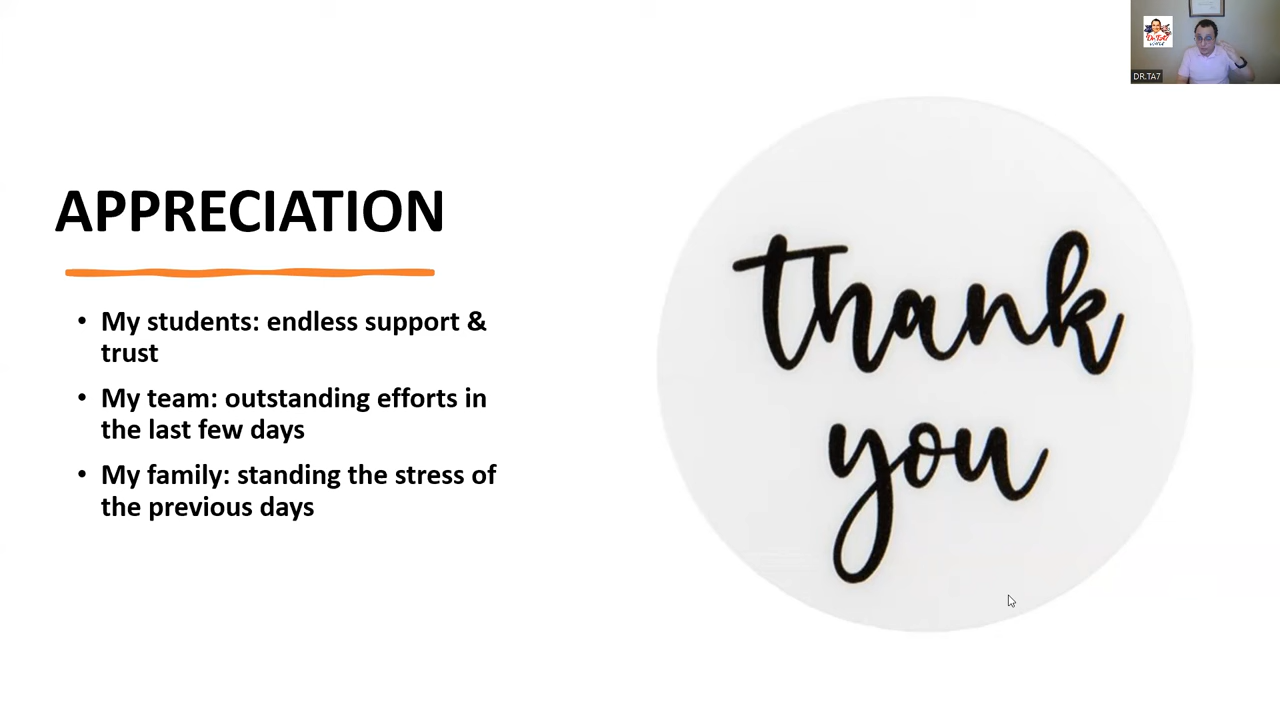 DR.TA7
APPRECIATION
• My students: endless support &
trust
• My team: outstanding efforts in
the last few days
• My family: standing the stress of
the previous days
thank
you